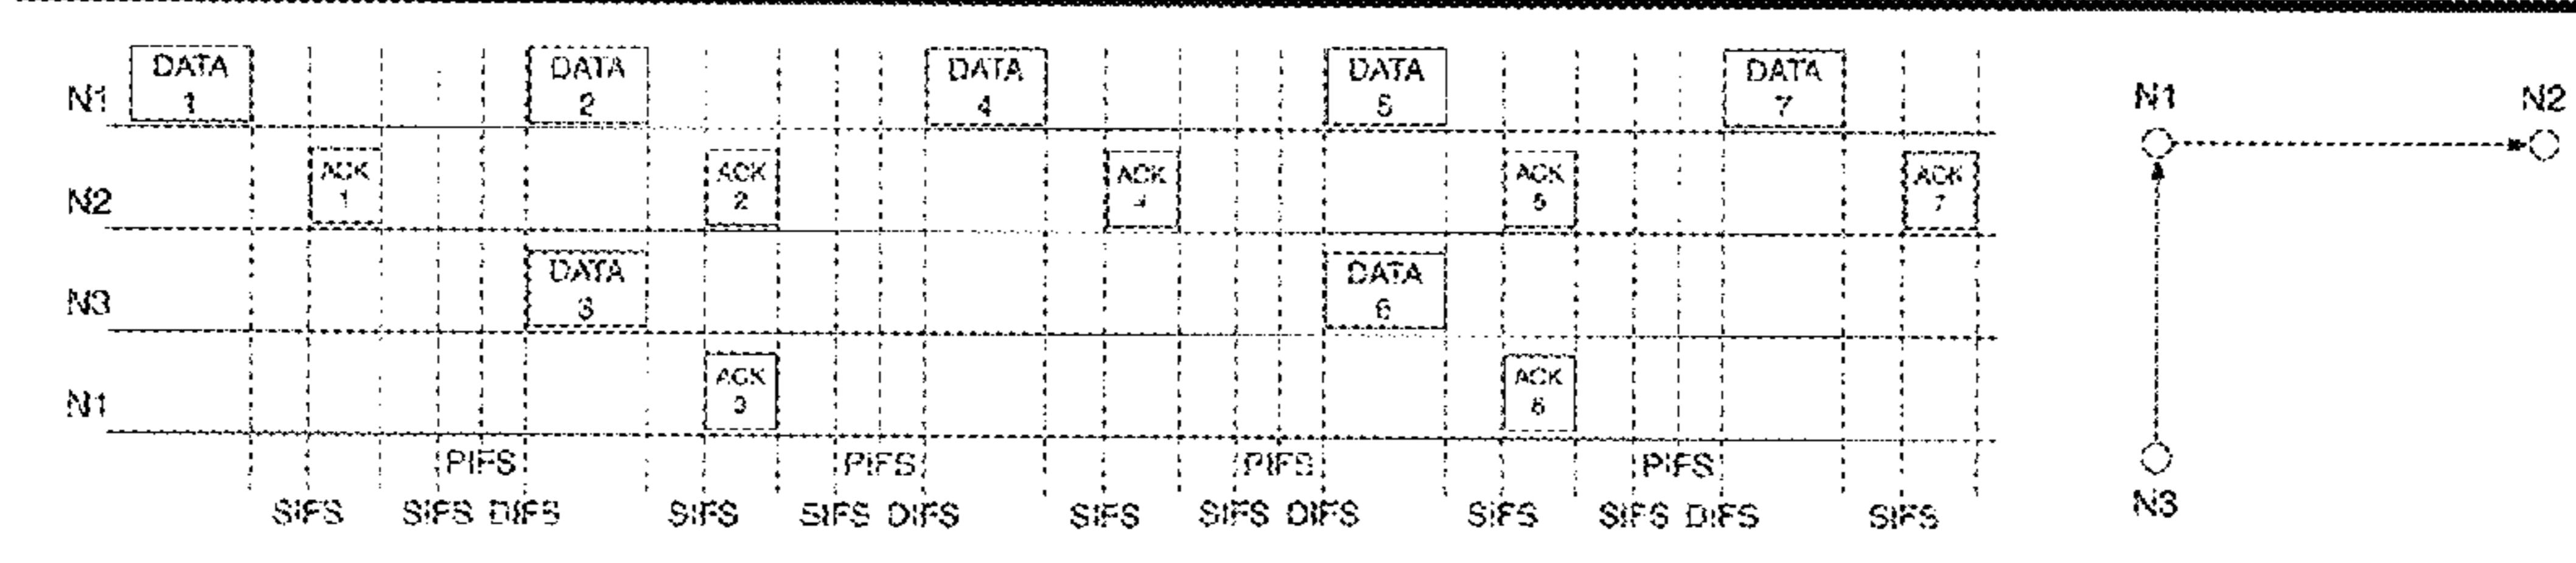 DATA 1
DATA 2
DATA 4
DATA 5
DATA 7
N1
ACK 1
ACK 2
ACK 4
ACK 5
ACK 7
N2
DATA 3
DATA 6
N3
ACK 3
ACK 6
N1
PIFS PIFS PIFS PIFS
SIFS SIFS DIFS SIFS SIFS DIFS SIFS SIFS DIFS SIFS SIFS DIFS SIFS
N1 N2
N3